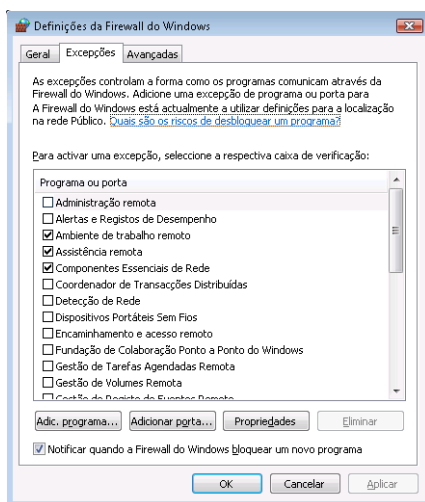 Definições da Firewall do Windows
Geral Excepções Avançadas
As excepções controlam a forma como os programas comunicam através da
Firewall do Windows. Adicione uma excepção de programa ou porta para
A Firewall do Windows está actualmente a utilizar definições para a localização
na rede Público. Quais são os riscos de desbloquear um programa?
Para activar uma excepção, seleccione a respectiva caixa de verificação:
Programa ou porta
Administração remota
Alertas e Registos de Desempenho
Ambiente de trabalho remoto
Assistência remota
Componentes Essenciais de Rede
Coordenador de Transacções Distribuídas
Detecção de Rede
Dispositivos Portáteis Sem Fios
Encaminhamento e acesso remoto
Fundação de Colaboração Ponto a Ponto do Windows
Gestão de Tarefas Agendadas Remota
Gestão de Volumes Remota
Gestão do Registo de Eventos Remota
Adic. programa... Adicionar porta... Propriedades Eliminar
Notificar quando a Firewall do Windows bloquear um novo programa
OK Cancelar Aplicar